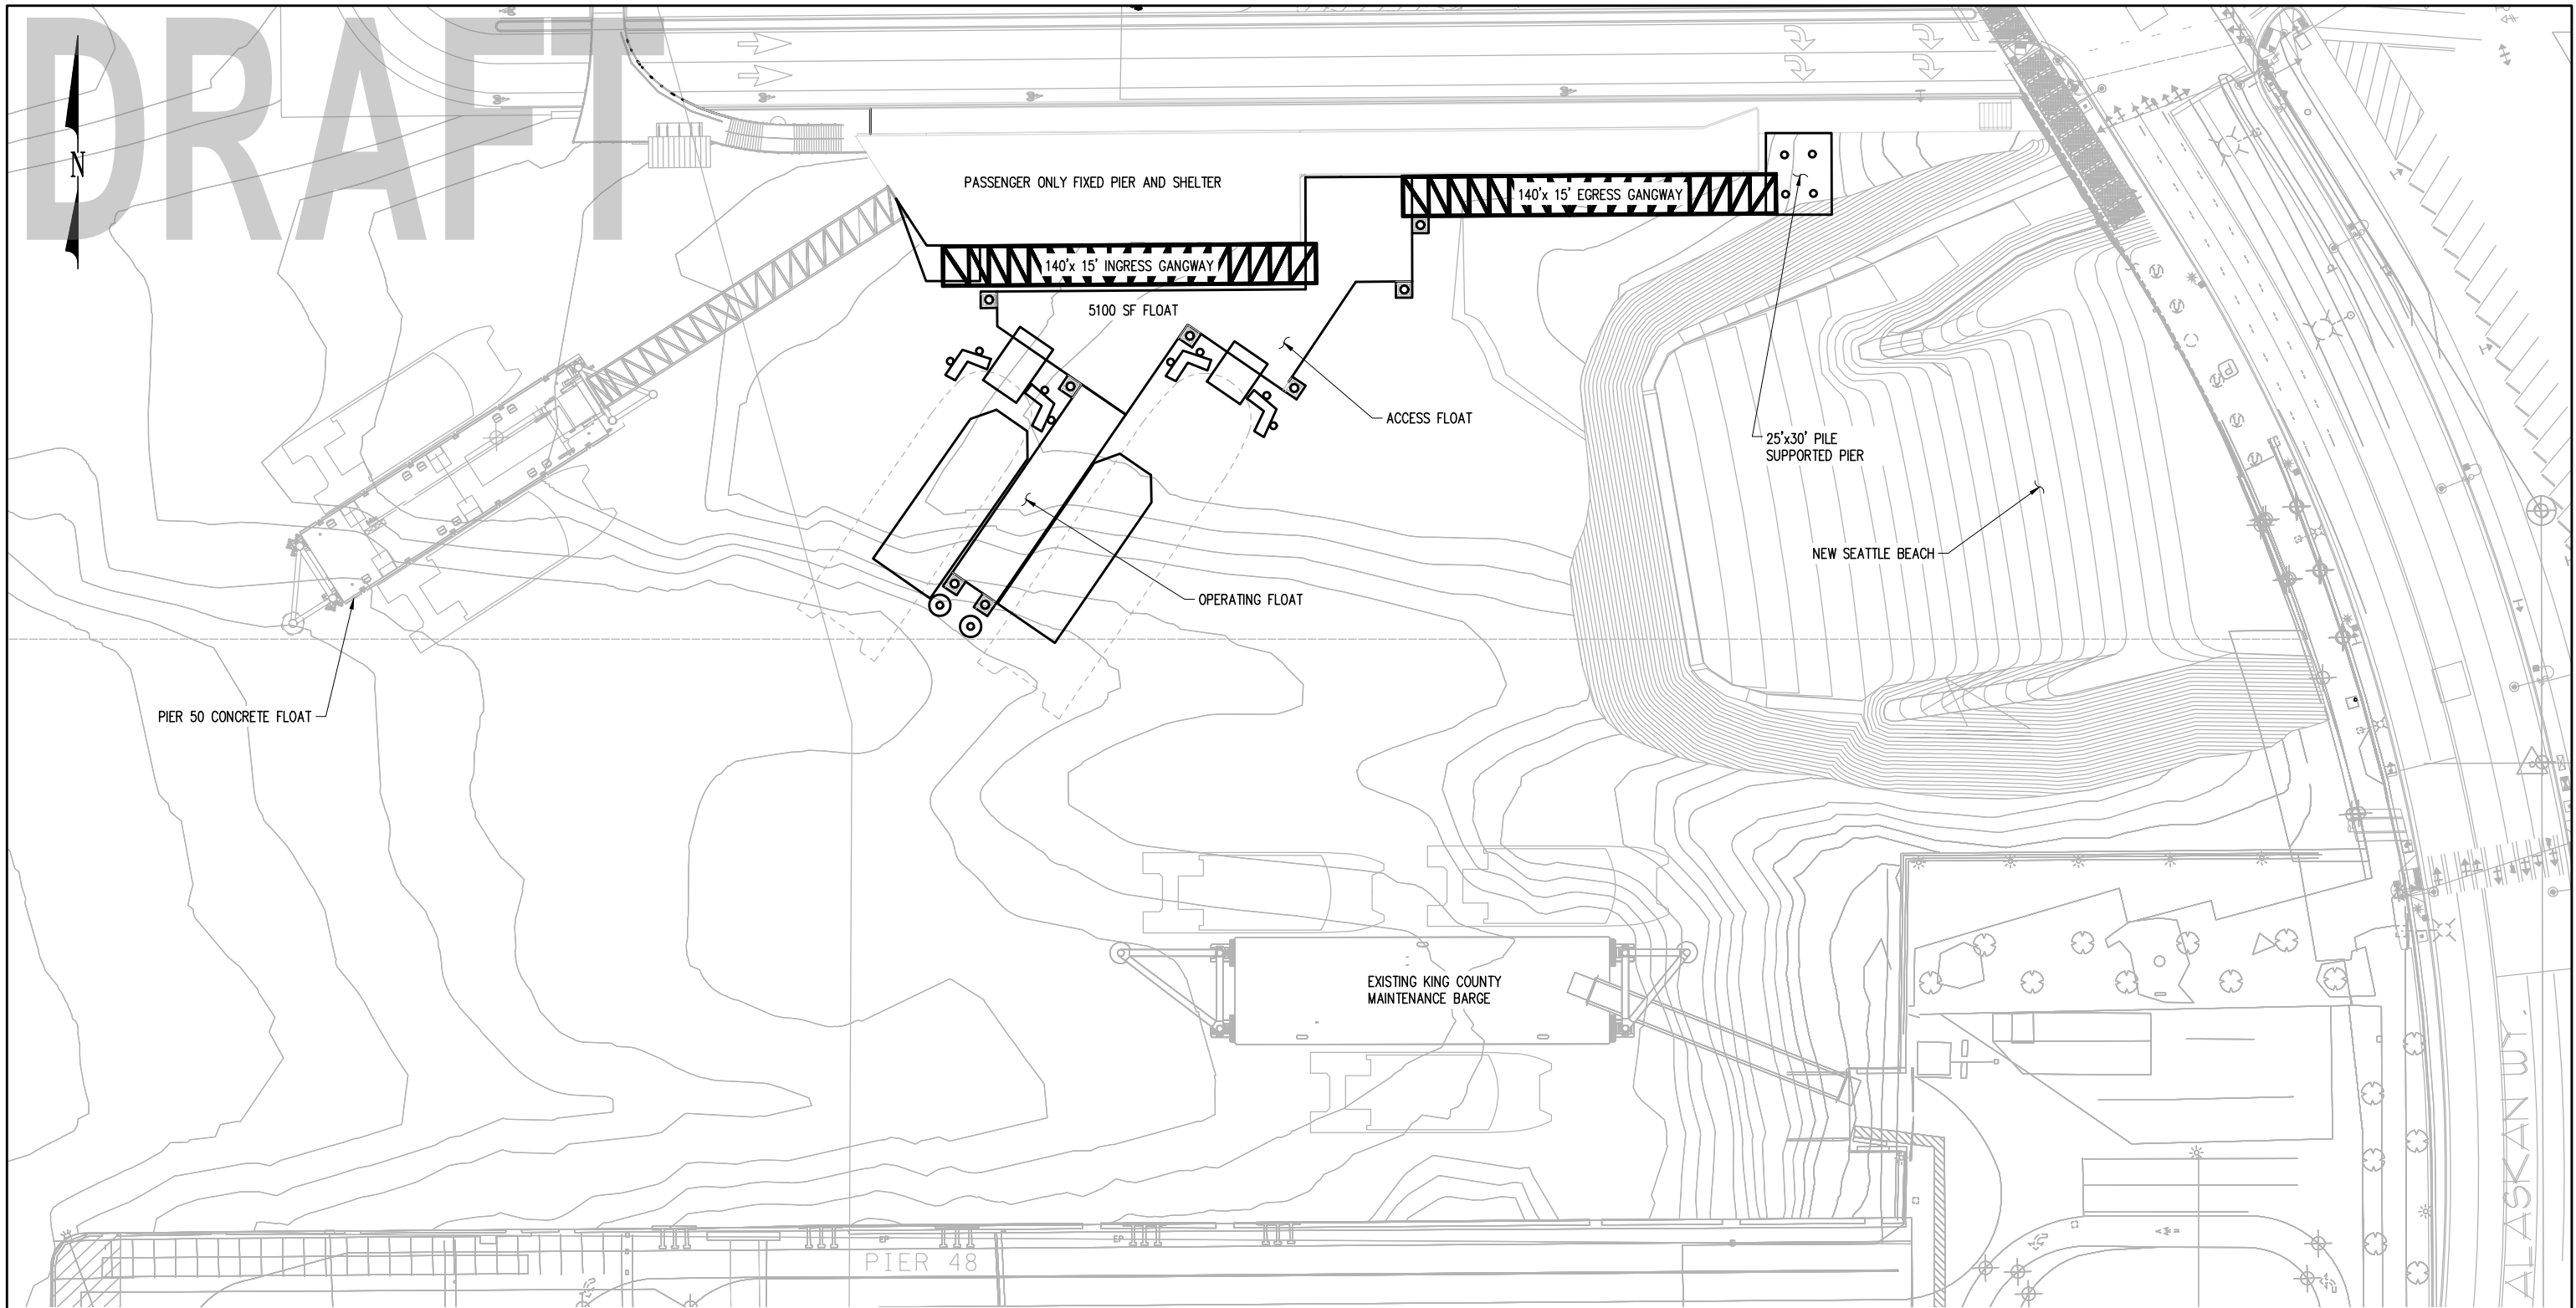 DRAFT
N
PASSENGER ONLY FIXED PIER AND SHELTER
140'x 15' EGRESS GANGWAY
140'x 15' INGRESS GANGWAY
5100 SF FLOAT
ACCESS FLOAT
25'x30' PILE
SUPPORTED PIER
NEW SEATTLE BEACH
OPERATING FLOAT
PIER 50 CONCRETE FLOAT
EXISTING KING COUNTY
MAINTENANCE BARGE
PIER 48
ALASKAN WY.